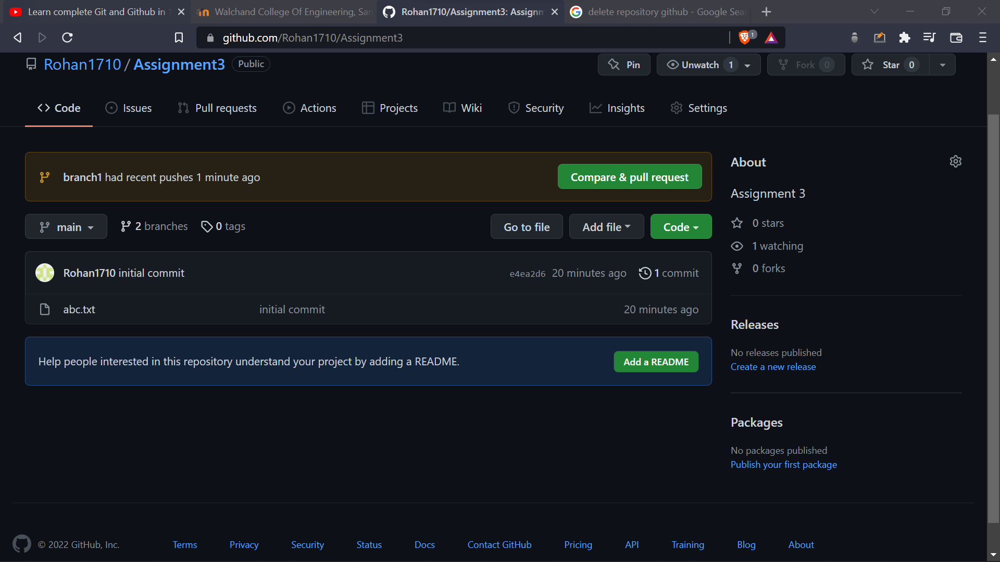 Learn complete Git and Github in
Walchand College Of Engineering, San
Rohan1710/Assignment3: Assignm
delete repository github - Google Sea
github.com/Rohan1710/Assignment3
1
Rohan1710 / Assignment3 Public
Pin
Unwatch 1
Fork 0
Star 0
Code
Issues
Pull requests
Actions
Projects
Wiki
Security
Insights
Settings
branch1 had recent pushes 1 minute ago
Compare & pull request
main
2 branches
0 tags
Go to file
Add file
Code
Rohan1710 initial commit
e4ea2d6 20 minutes ago
1 commit
abc.txt
initial commit
20 minutes ago
Help people interested in this repository understand your project by adding a README.
Add a README
About
Assignment 3
0 stars
1 watching
0 forks
Releases
No releases published
Create a new release
Packages
No packages published
Publish your first package
© 2022 GitHub, Inc.
Terms
Privacy
Security
Status
Docs
Contact GitHub
Pricing
API
Training
Blog
About